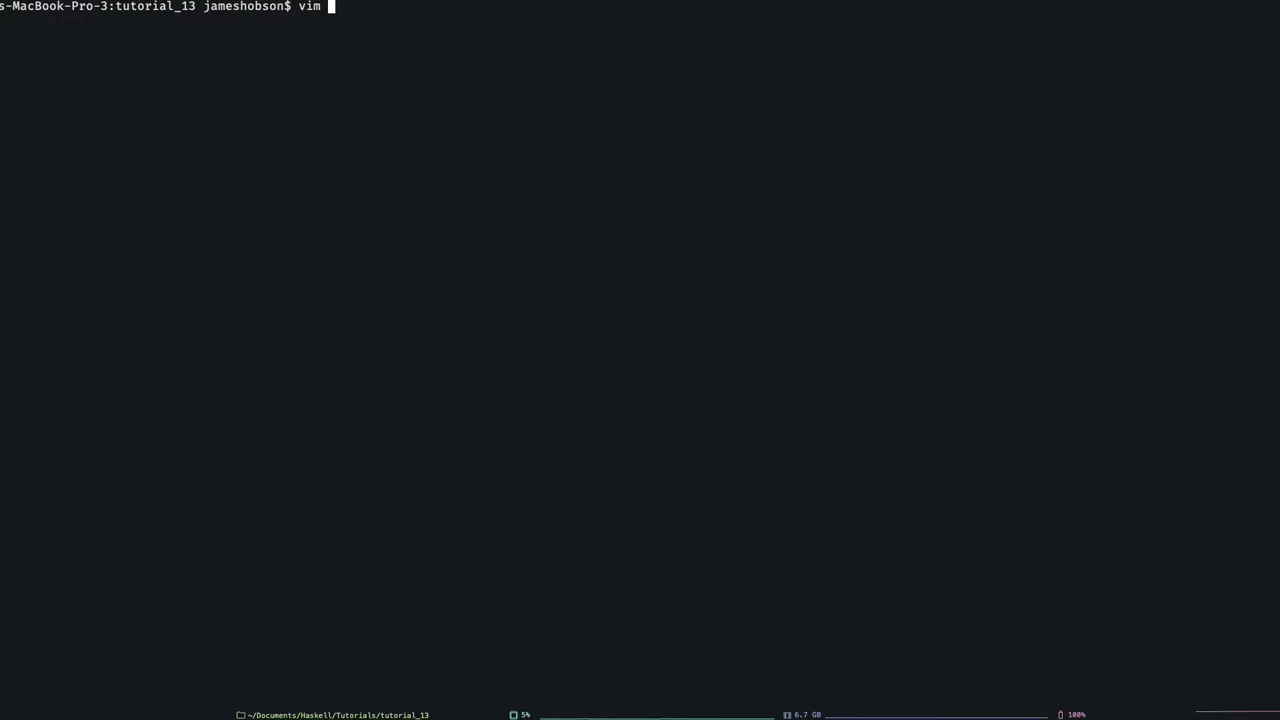 s-MacBook-Pro-3:tutorial_13 jameshobson$ vim
~/Documents/Haskell/Tutorials/tutorial_13 5% 6.7 GB 100%